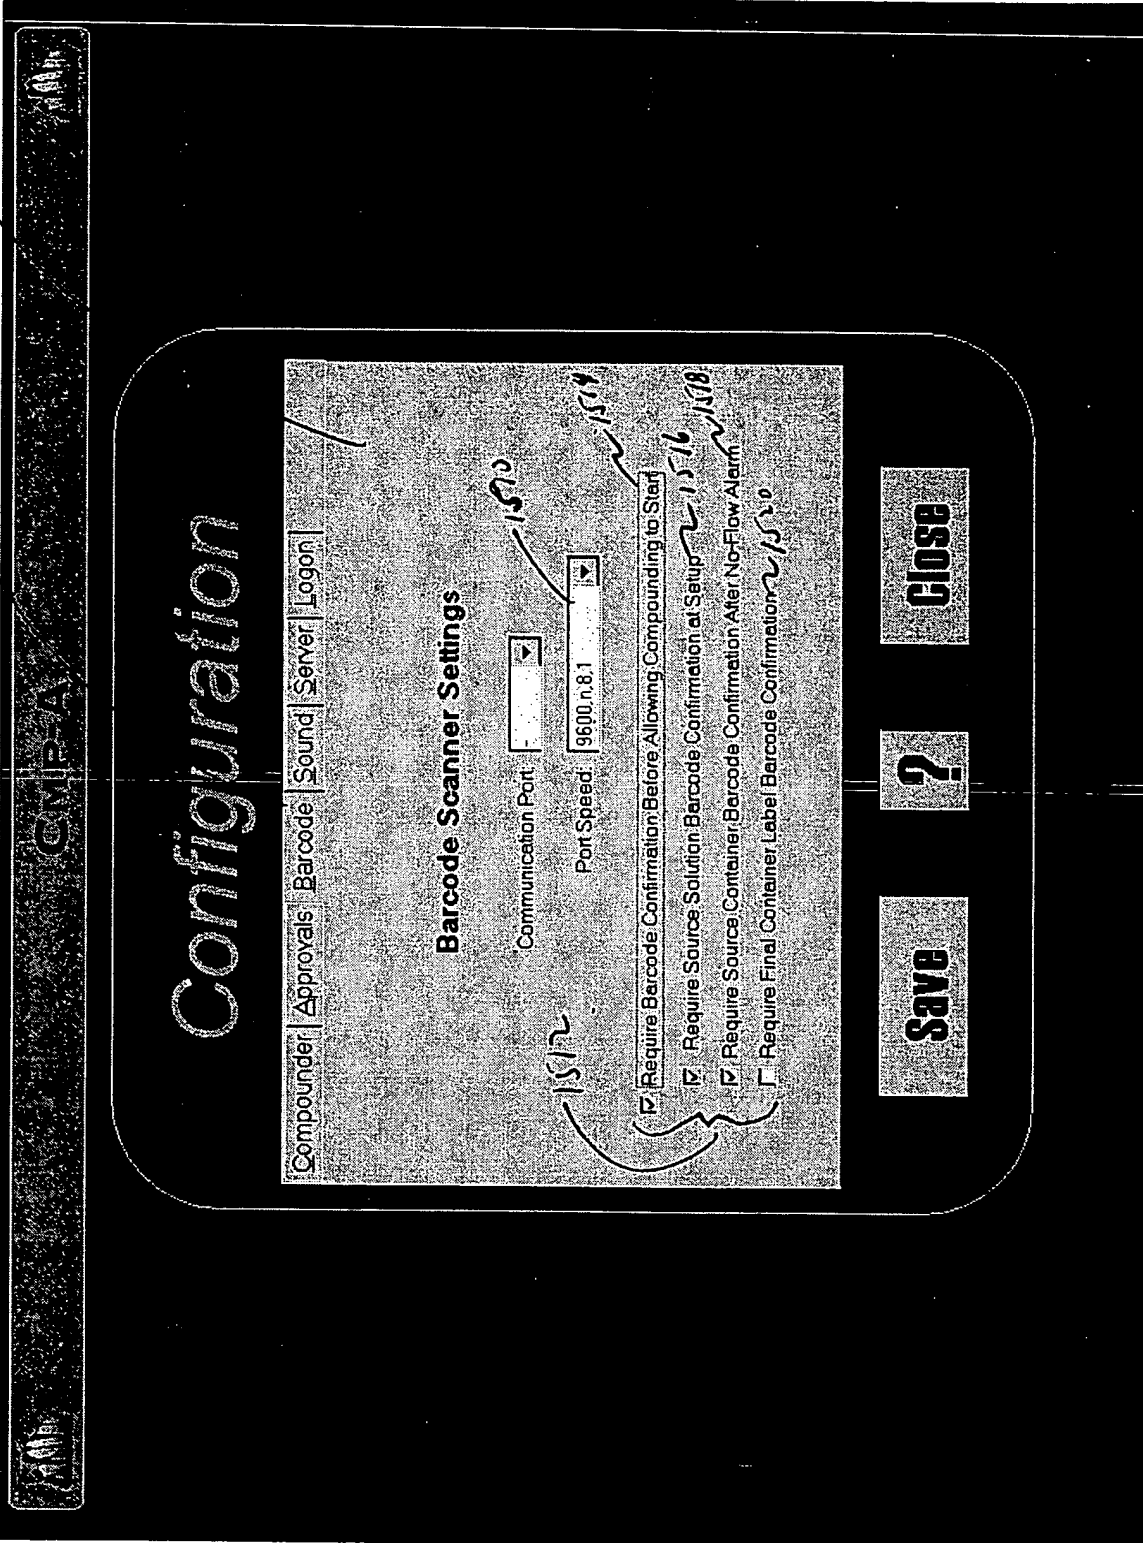 CMP-A
Configuration
Compounder Approvals Barcode Sound Server Logon
Barcode Scanner Settings
Communication Port: -
Port Speed: 9600,n,8,1
1510
1512
Require Barcode Confirmation Before Allowing Compounding to Start 1514
Require Source Solution Barcode Confirmation at Setup 1516
Require Source Container Barcode Confirmation After No-Flow Alarm 1518
Require Final Container Label Barcode Confirmation 1520
Save ? Close